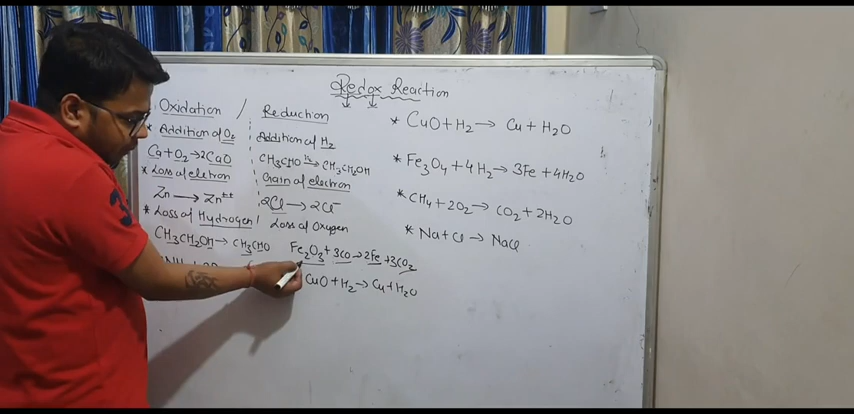 Redox Reaction
Oxidation / Reduction
* Addition of O₂
Ca+O₂→2CaO
* Loss of eletron
Zn → Zn⁺⁺
* Loss of Hydrogen
CH₃CH₂OH→CH₃CHO
Addition of H₂
CH₃CHO → CH₃CH₂OH
Gain of electron
2Cl → 2Cl⁻
Loss of Oxygen
Fe₂O₃+3CO→2Fe+3CO₂
CuO+H₂→Cu+H₂O
* CuO+H₂→ Cu+H₂O
* Fe₃O₄+4H₂→3Fe+4H₂O
* CH₄+2O₂→CO₂+2H₂O
* Na+Cl→NaCl